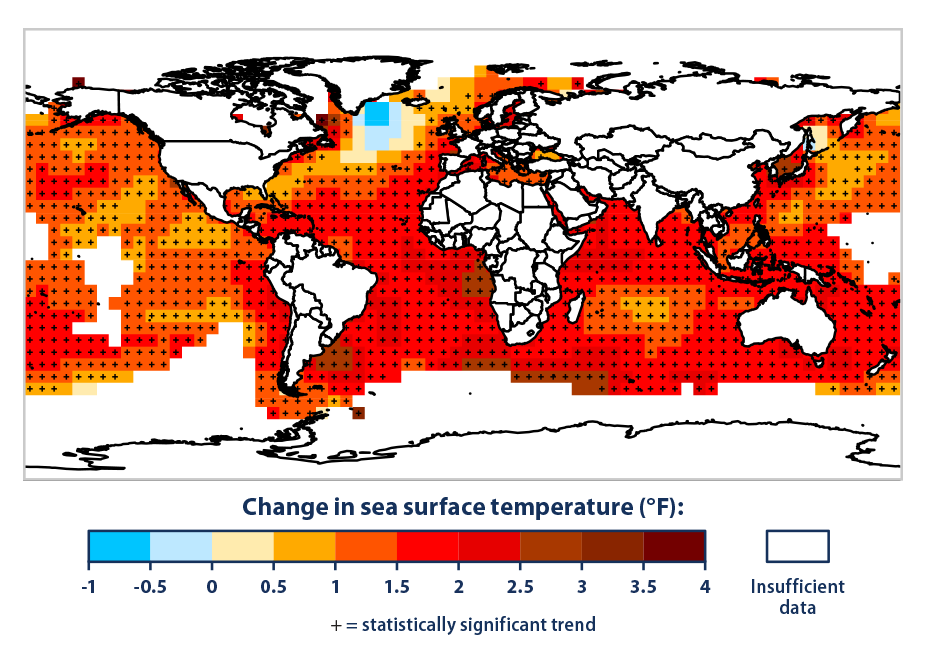 Change in sea surface temperature (°F):
-1 -0.5 0 0.5 1 1.5 2 2.5 3 3.5 4
Insufficient
data
+ = statistically significant trend